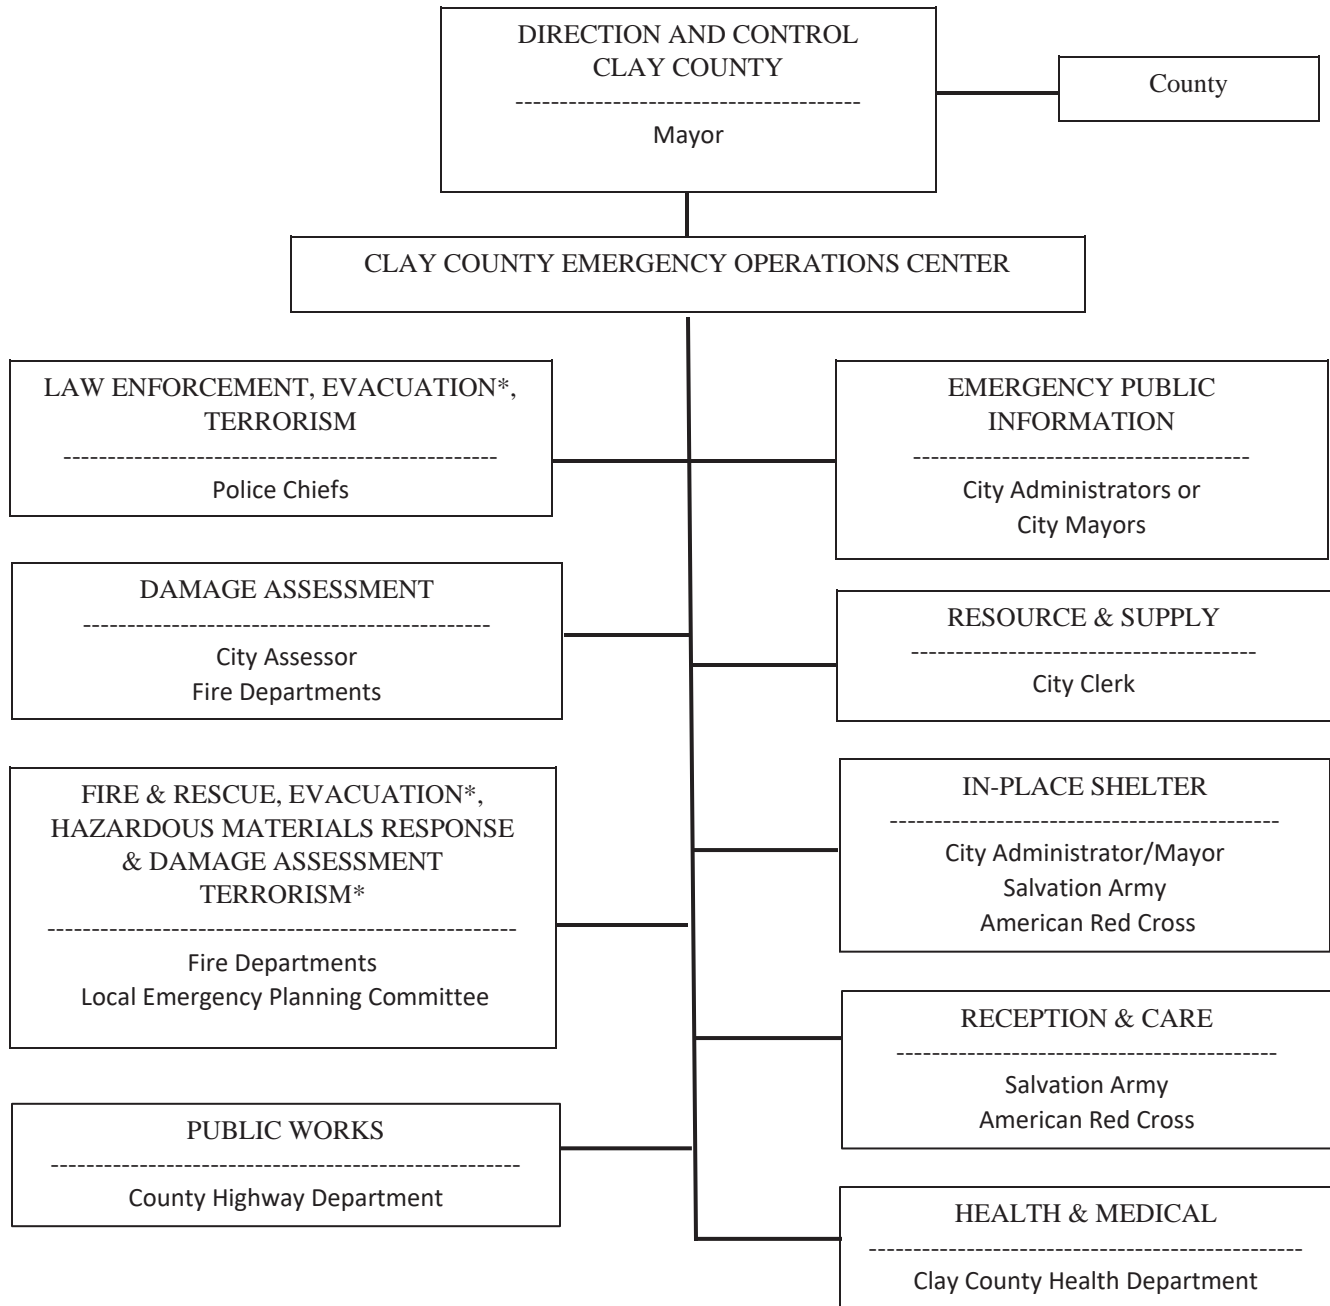 DIRECTION AND CONTROL
CLAY COUNTY
---------------------------------------
Mayor
County
CLAY COUNTY EMERGENCY OPERATIONS CENTER
LAW ENFORCEMENT, EVACUATION*,
TERRORISM
-------------------------------------------------
Police Chiefs
EMERGENCY PUBLIC
INFORMATION
--------------------------------------
City Administrators or
City Mayors
DAMAGE ASSESSMENT
----------------------------------------------
City Assessor
Fire Departments
RESOURCE & SUPPLY
---------------------------------------
City Clerk
FIRE & RESCUE, EVACUATION*,
HAZARDOUS MATERIALS RESPONSE
& DAMAGE ASSESSMENT
TERRORISM*
-----------------------------------------------------
Fire Departments
Local Emergency Planning Committee
IN-PLACE SHELTER
--------------------------------------------
City Administrator/Mayor
Salvation Army
American Red Cross
RECEPTION & CARE
-------------------------------------------
Salvation Army
American Red Cross
PUBLIC WORKS
-----------------------------------------------------
County Highway Department
HEALTH & MEDICAL
-------------------------------------------------
Clay County Health Department